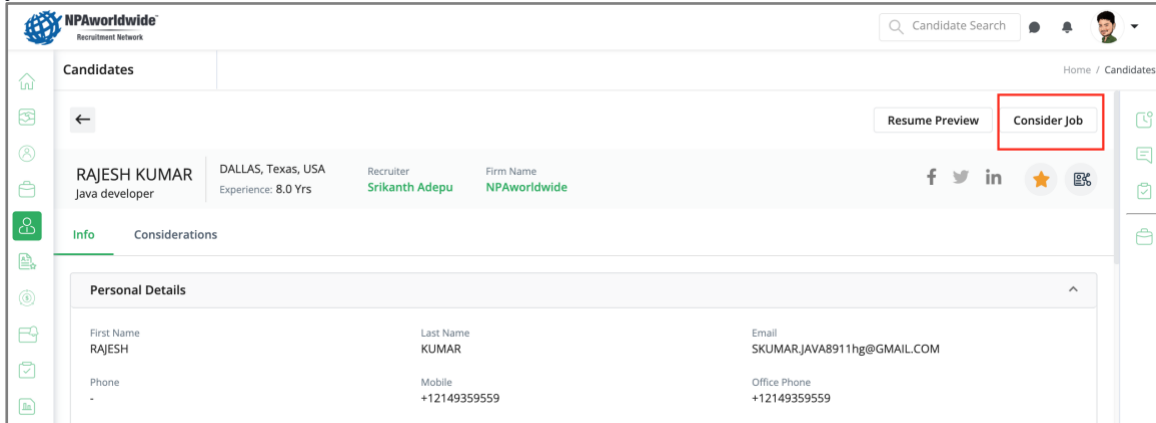 NPAworldwide
Recruitment Network
Candidate Search
Candidates
Home / Candidates
Resume Preview
Consider Job
RAJESH KUMAR
Java developer
DALLAS, Texas, USA
Experience: 8.0 Yrs
Recruiter
Srikanth Adepu
Firm Name
NPAworldwide
Info
Considerations
Personal Details
First Name
RAJESH
Last Name
KUMAR
Email
SKUMAR.JAVA8911hg@GMAIL.COM
Phone
-
Mobile
+12149359559
Office Phone
+12149359559